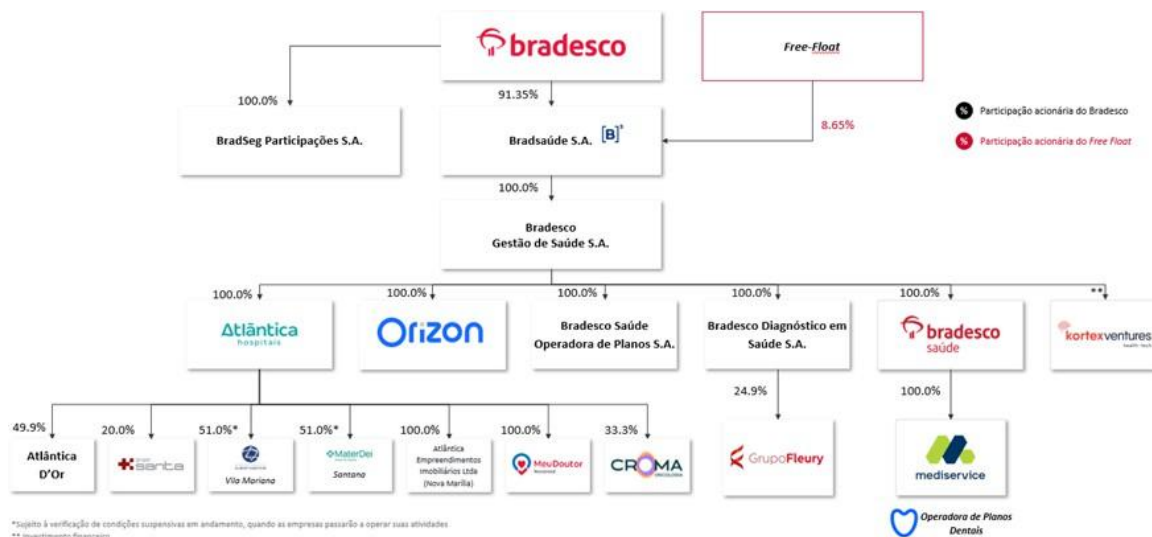 bradesco
Free-Float
100.0%
91.35%
8.65%
% Participação acionária do Bradesco
% Participação acionária do Free Float
BradSeg Participações S.A.
Bradsaúde S.A. [B]³
100.0%
Bradesco
Gestão de Saúde S.A.
100.0%
100.0%
100.0%
100.0%
100.0%
**
Atlântica
hospitais
Orizon
Bradesco Saúde
Operadora de Planos S.A.
Bradesco Diagnóstico em
Saúde S.A.
bradesco
saúde
kortexventures
49.9%
20.0%
51.0%*
51.0%*
100.0%
100.0%
33.3%
24.9%
100.0%
Atlântica
D'Or
santa
Vila Mariana
MaterDei
Santana
Atlântica
Empreendimentos
Imobiliários Ltda
(Nova Marília)
MeuDoutor
CROMA
ONCOLOGIA
GrupoFleury
mediservice
Operadora de Planos
Dentais
*Sujeito à verificação de condições suspensivas em andamento, quando as empresas passarão a operar suas atividades
** Investimento financeiro